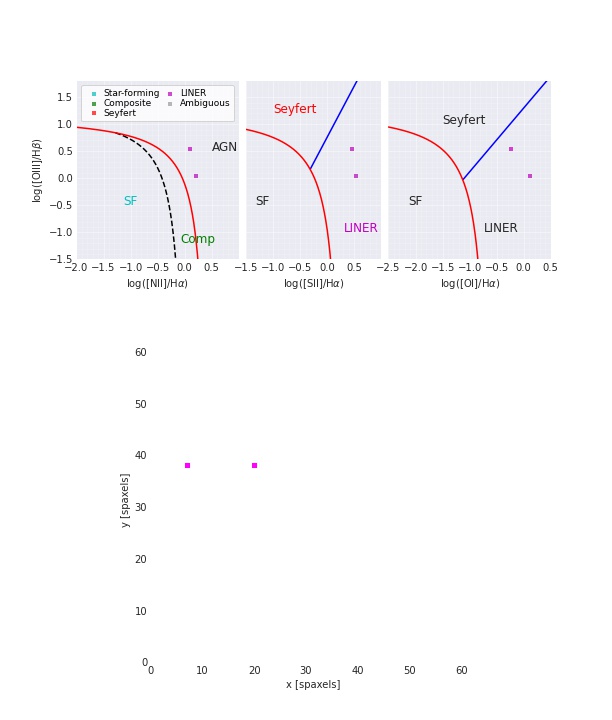 Star-forming
Composite
Seyfert
LINER
Ambiguous
1.5
1.0
0.5
0.0
−0.5
−1.0
−1.5
log([OIII]/Hβ)
SF
AGN
Comp
−2.0 −1.5 −1.0 −0.5 0.0 0.5
log([NII]/Hα)
Seyfert
SF
LINER
−1.5 −1.0 −0.5 0.0 0.5
log([SII]/Hα)
Seyfert
SF
LINER
−2.5 −2.0 −1.5 −1.0 −0.5 0.0 0.5
log([OI]/Hα)
60
50
40
30
20
10
0
y [spaxels]
0 10 20 30 40 50 60
x [spaxels]